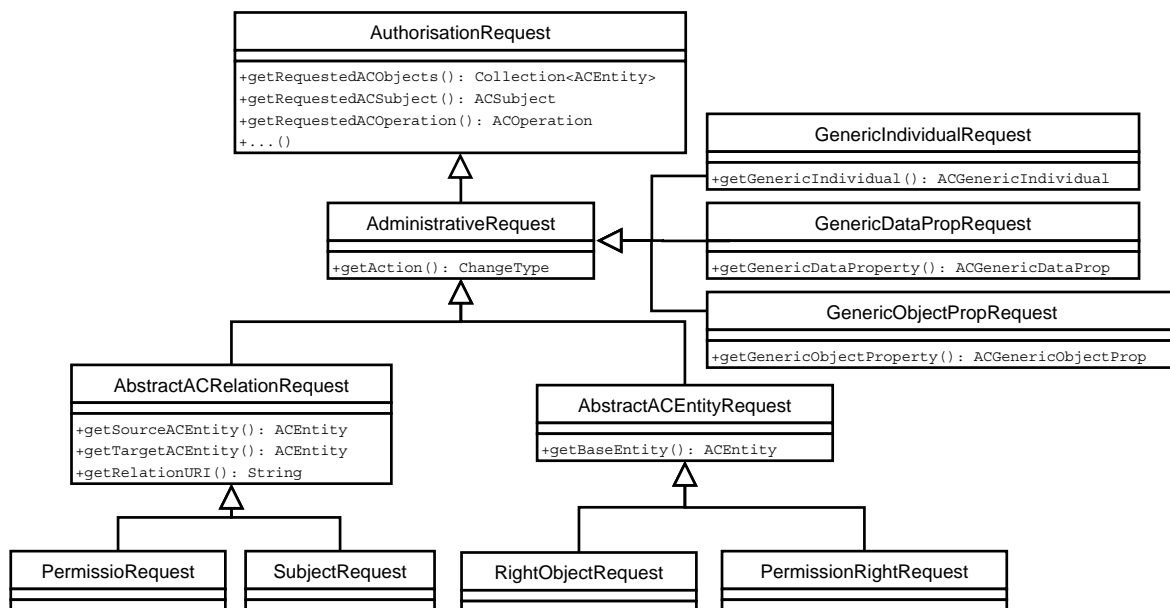 AuthorisationRequest
+getRequestedACObjects(): Collection<ACEntity>
+getRequestedACSubject(): ACSubject
+getRequestedACOperation(): ACOperation
+...()
GenericIndividualRequest
+getGenericIndividual(): ACGenericIndividual
AdministrativeRequest
+getAction(): ChangeType
GenericDataPropRequest
+getGenericDataProperty(): ACGenericDataProp
GenericObjectPropRequest
+getGenericObjectProperty(): ACGenericObjectProp
AbstractACRelationRequest
+getSourceACEntity(): ACEntity
+getTargetACEntity(): ACEntity
+getRelationURI(): String
AbstractACEntityRequest
+getBaseEntity(): ACEntity
PermissioRequest
SubjectRequest
RightObjectRequest
PermissionRightRequest